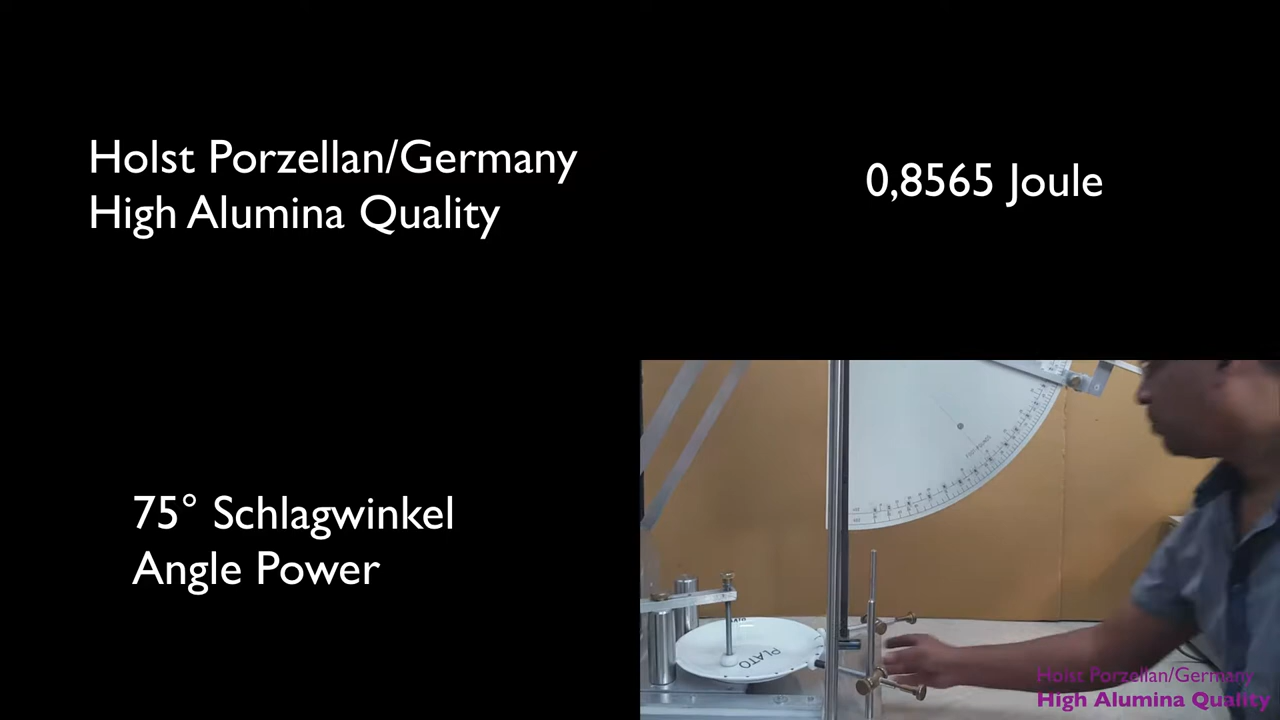 Holst Porzellan/Germany
High Alumina Quality
0,8565 Joule
75° Schlagwinkel
Angle Power
PLATO
Holst Porzellan/Germany
High Alumina Quality